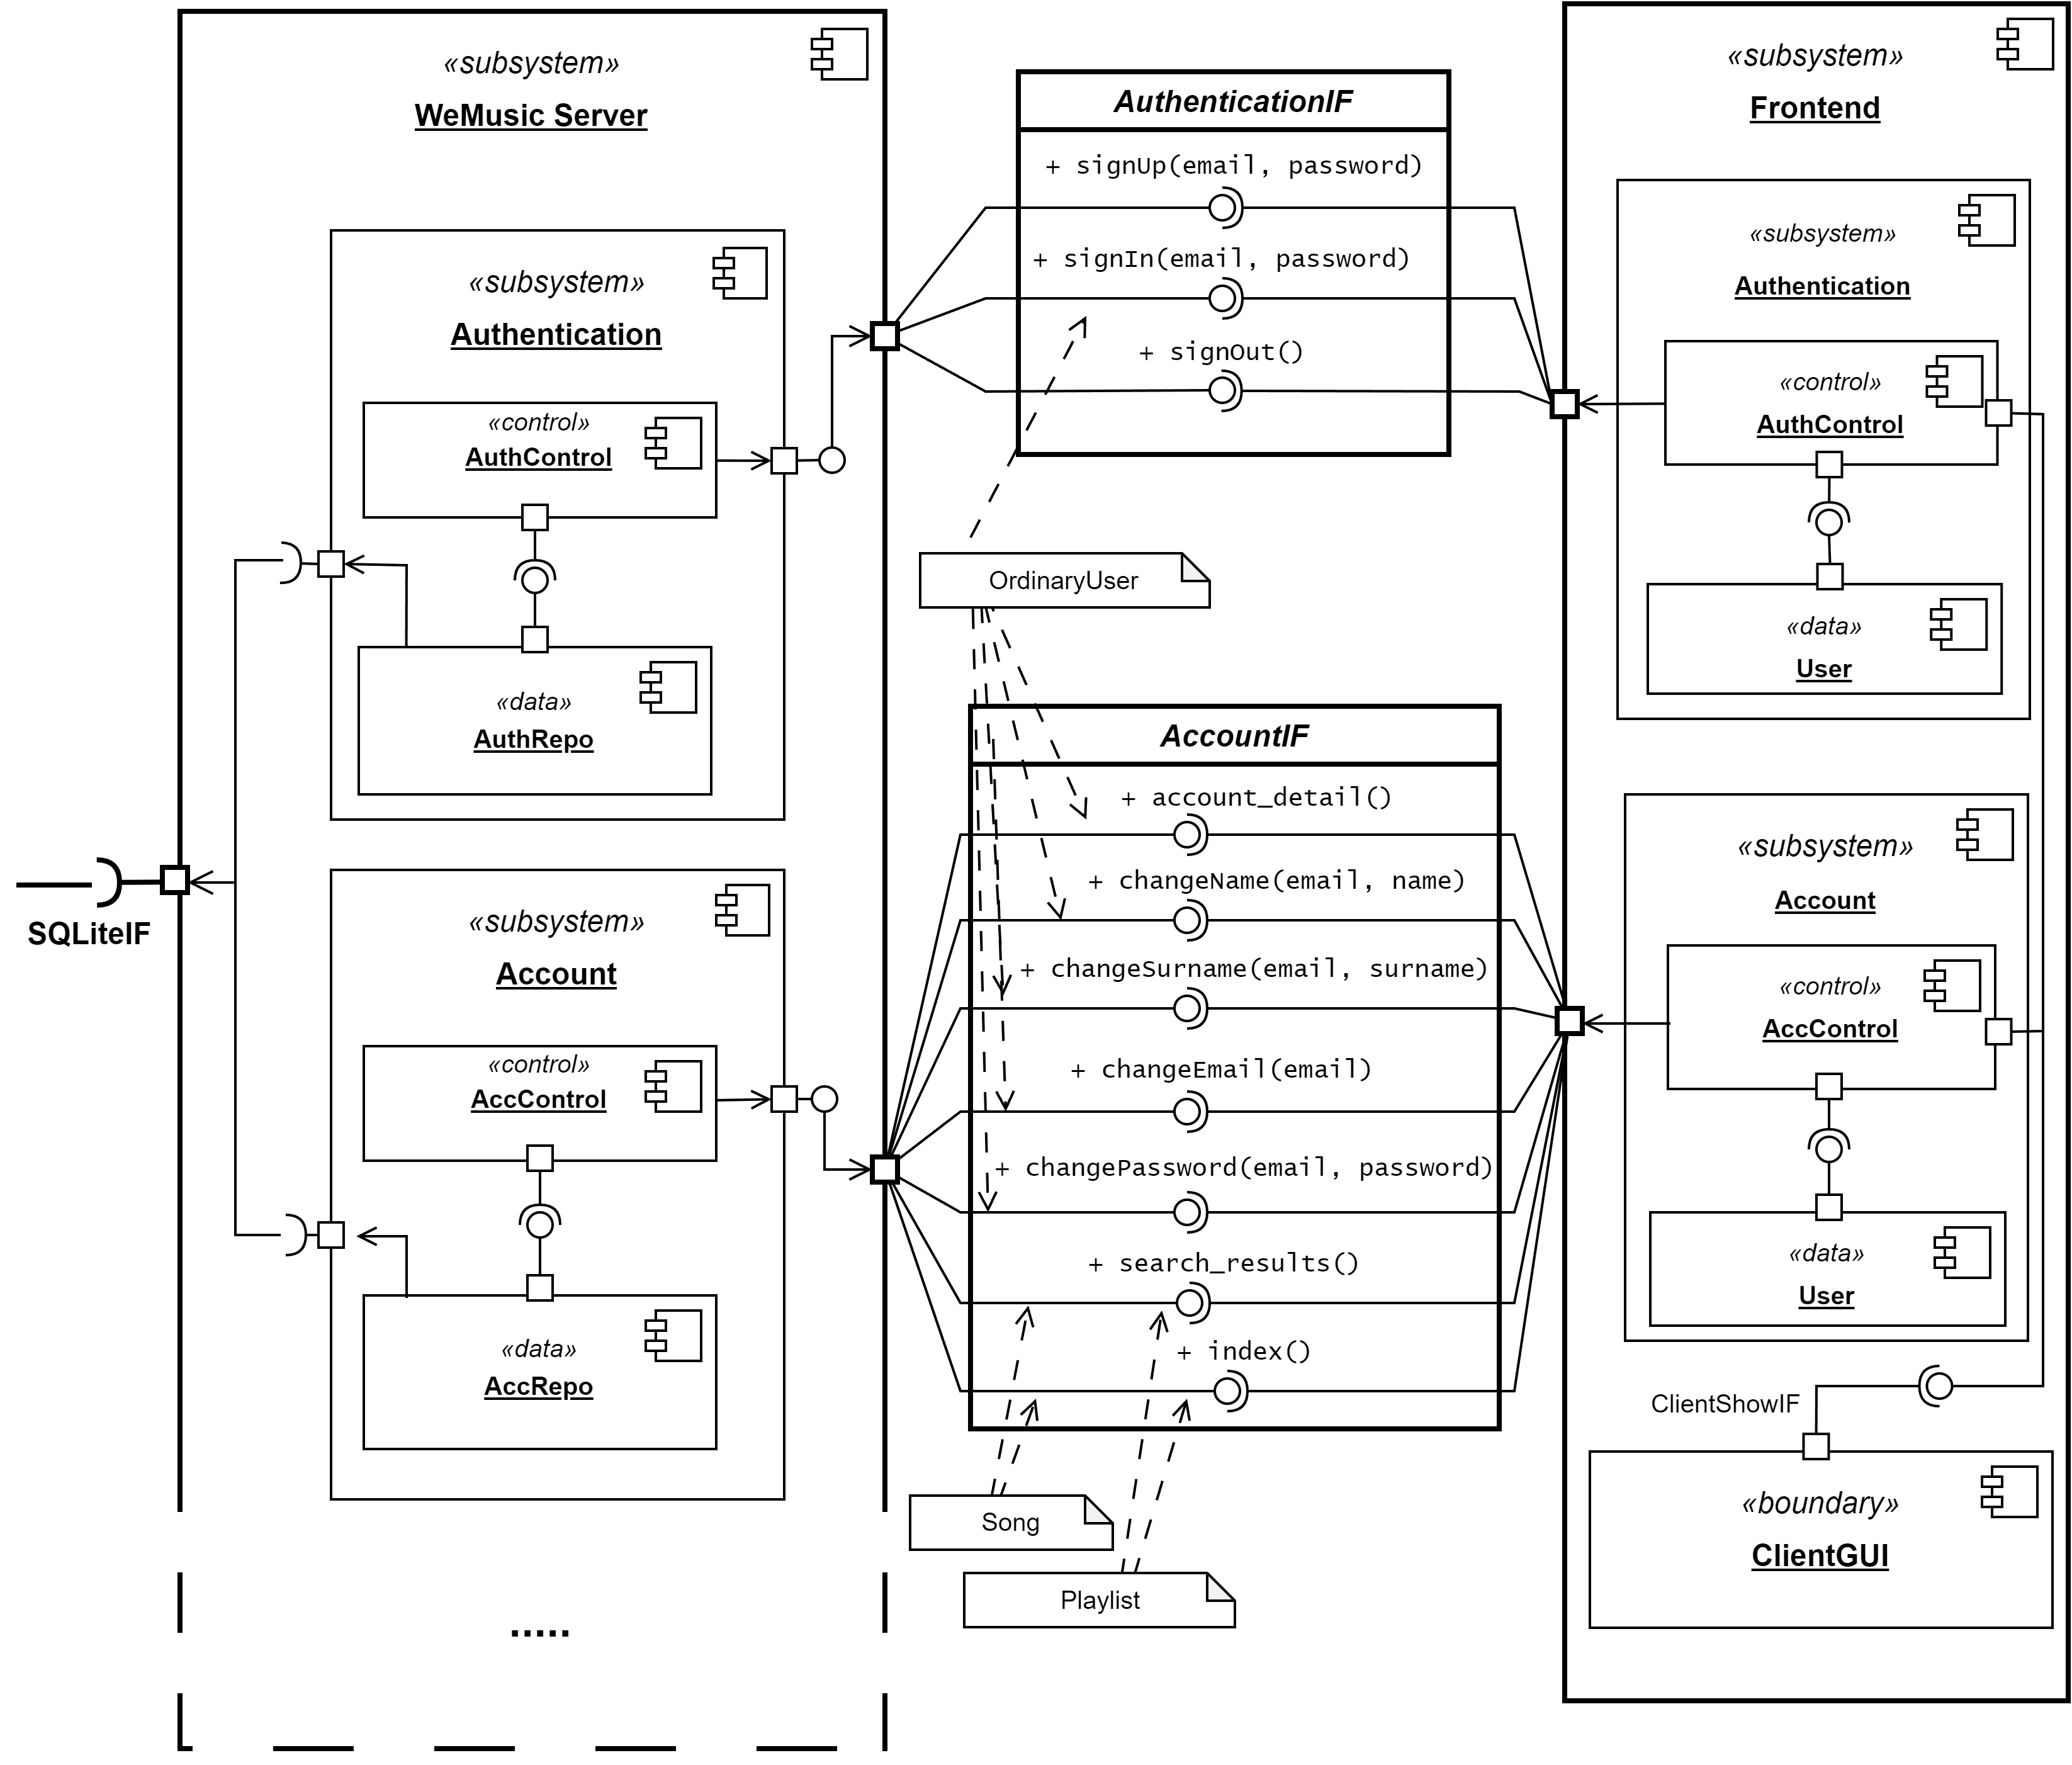 «subsystem»
WeMusic Server
«subsystem»
Authentication
«control»
AuthControl
«data»
AuthRepo
SQLiteIF
«subsystem»
Account
«control»
AccControl
«data»
AccRepo
.....
AuthenticationIF
+ signUp(email, password)
+ signIn(email, password)
+ signOut()
OrdinaryUser
AccountIF
+ account_detail()
+ changeName(email, name)
+ changeSurname(email, surname)
+ changeEmail(email)
+ changePassword(email, password)
+ search_results()
+ index()
Song
Playlist
«subsystem»
Frontend
«subsystem»
Authentication
«control»
AuthControl
«data»
User
«subsystem»
Account
«control»
AccControl
«data»
User
ClientShowIF
«boundary»
ClientGUI